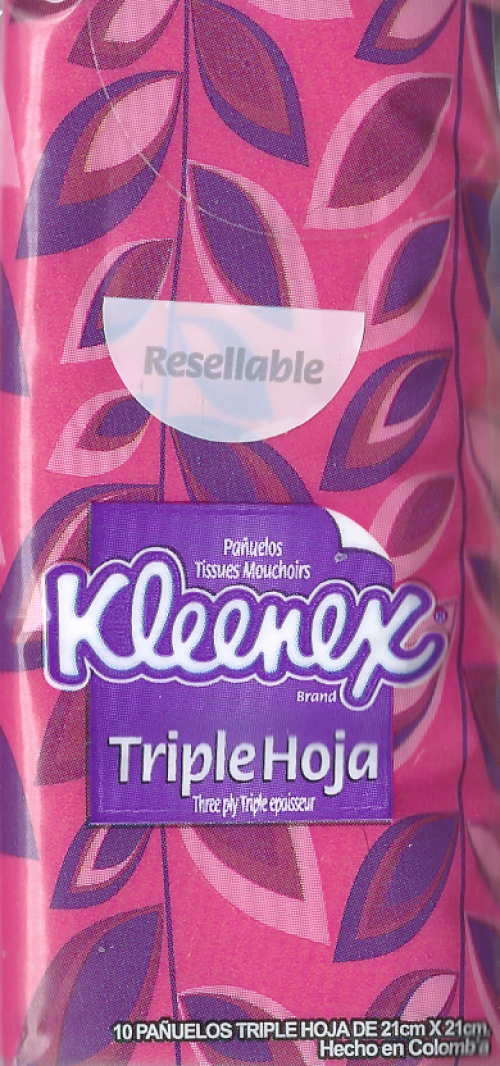 Resellable
Pañuelos
Tissues Mouchoirs
Kleenex®
Brand
Triple Hoja
Three ply Triple epaisseur
10 PAÑUELOS TRIPLE HOJA DE 21cm X 21cm.
Hecho en Colombia